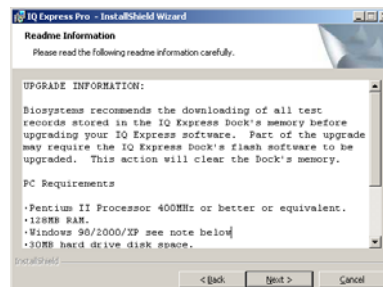 IQ Express Pro - InstallShield Wizard
Readme Information
Please read the following readme information carefully.
UPGRADE INFORMATION:
Biosystems recommends the downloading of all test
records stored in the IQ Express Dock's memory before
upgrading your IQ Express software. Part of the upgrade
may require the IQ Express Dock's flash software to be
upgraded. This action will clear the Dock's memory.
PC Requirements
·Pentium II Processor 400MHz or better or equivalent.
·128MB RAM.
·Windows 98/2000/XP see note below
·30MB hard drive disk space.
InstallShield
< Back
Next >
Cancel